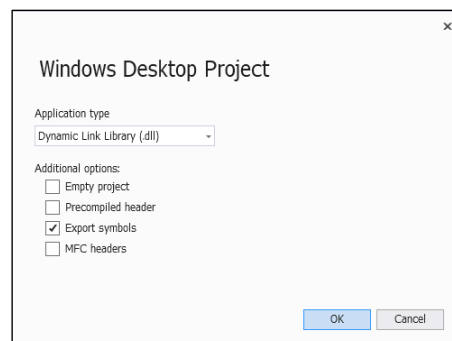 Windows Desktop Project
Application type
Dynamic Link Library (.dll)
Additional options:
Empty project
Precompiled header
Export symbols
MFC headers
OK Cancel